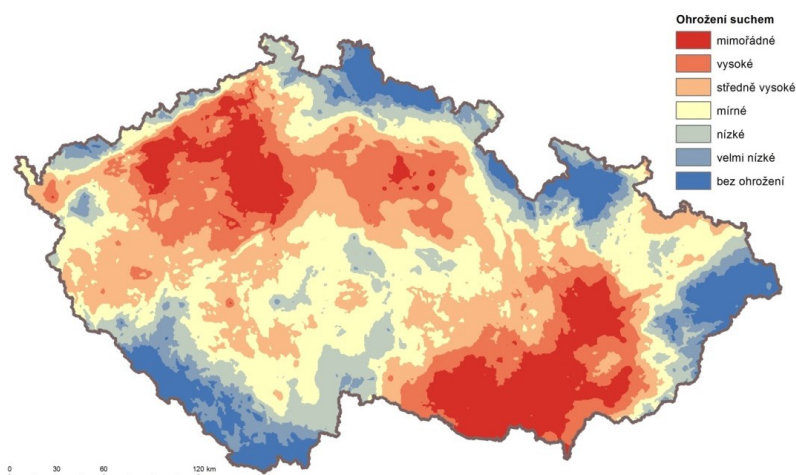 Ohrožení suchem
mimořádné
vysoké
středně vysoké
mírné
nízké
velmi nízké
bez ohrožení
0 30 60 120 km